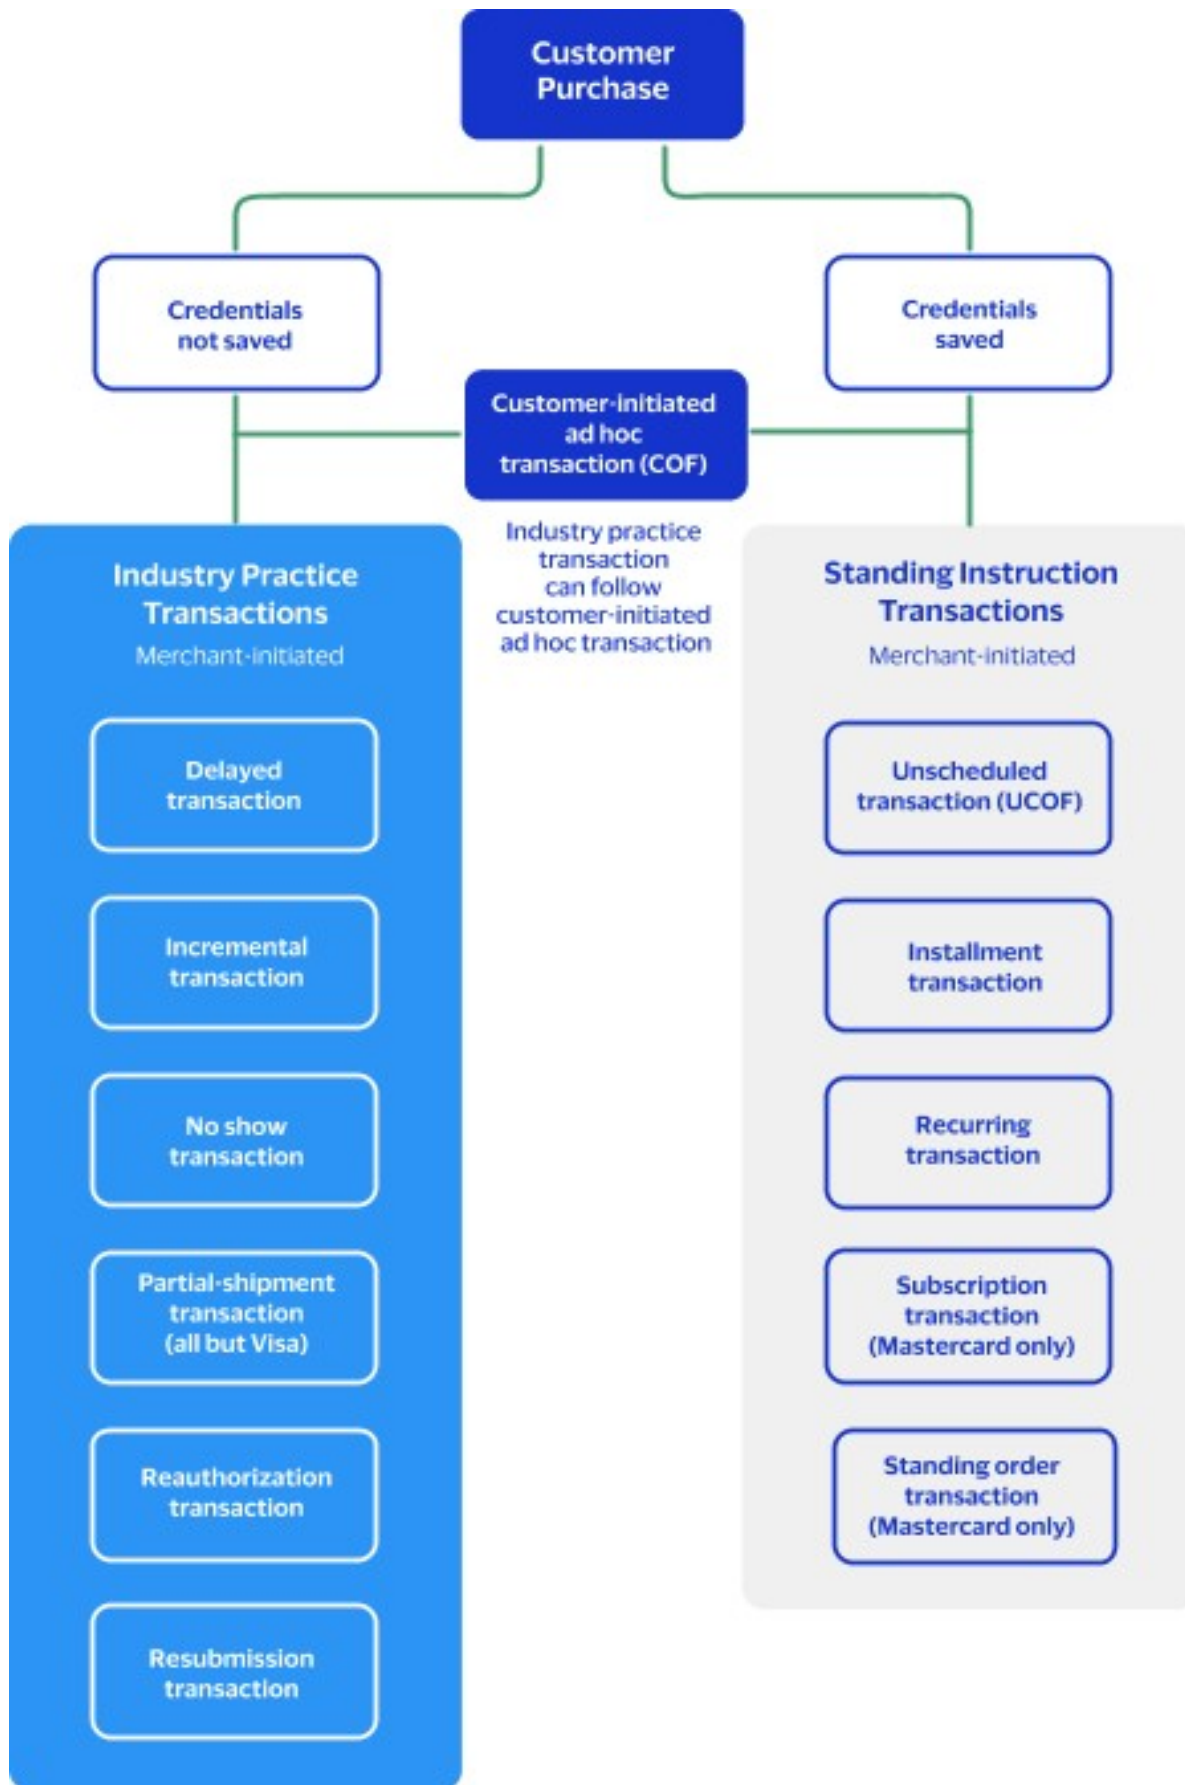 Customer
Purchase
Credentials
not saved
Credentials
saved
Customer-initiated
ad hoc
transaction (COF)
Industry practice
transaction
can follow
customer-initiated
ad hoc transaction
Industry Practice
Transactions
Merchant-initiated
Delayed
transaction
Incremental
transaction
No show
transaction
Partial-shipment
transaction
(all but Visa)
Reauthorization
transaction
Resubmission
transaction
Standing Instruction
Transactions
Merchant-initiated
Unscheduled
transaction (UCOF)
Installment
transaction
Recurring
transaction
Subscription
transaction
(Mastercard only)
Standing order
transaction
(Mastercard only)